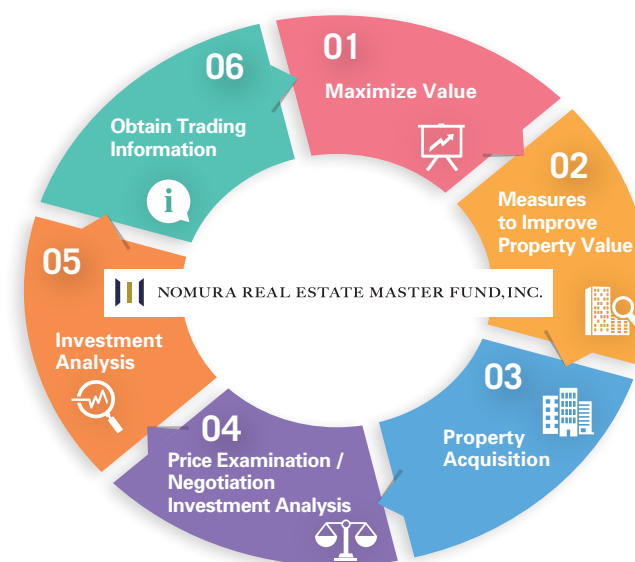 01
Maximize Value
02
Measures
to Improve
Property Value
03
Property
Acquisition
04
Price Examination /
Negotiation
Investment Analysis
05
Investment
Analysis
06
Obtain Trading
Information
i
NOMURA REAL ESTATE MASTER FUND,INC.